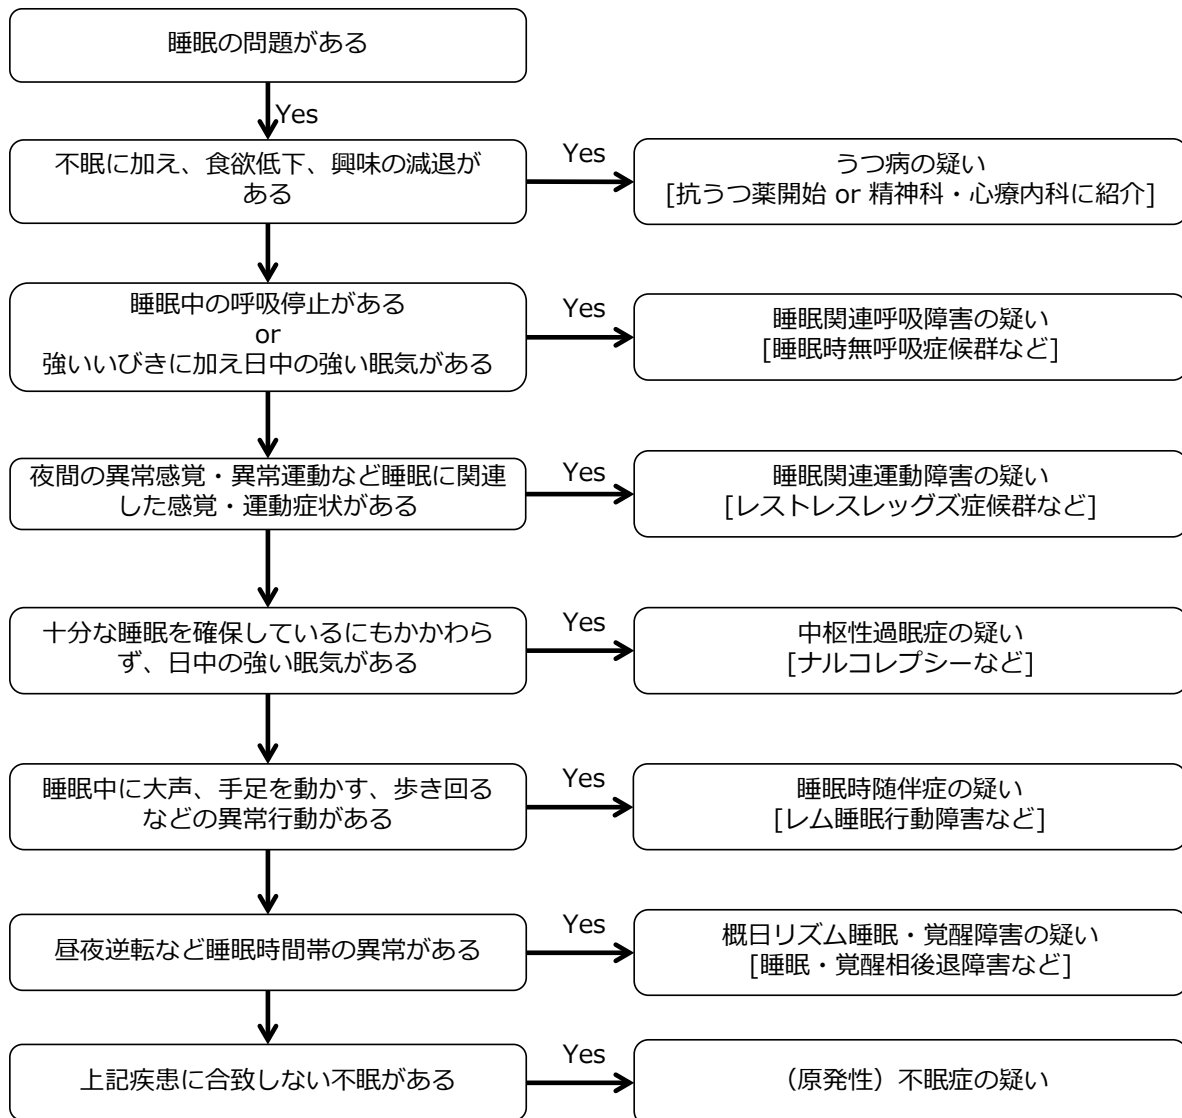 睡眠の問題がある
Yes
不眠に加え、食欲低下、興味の減退が
ある
Yes
うつ病の疑い
[抗うつ薬開始 or 精神科・心療内科に紹介]
睡眠中の呼吸停止がある
or
強いいびきに加え日中の強い眠気がある
Yes
睡眠関連呼吸障害の疑い
[睡眠時無呼吸症候群など]
夜間の異常感覚・異常運動など睡眠に関連
した感覚・運動症状がある
Yes
睡眠関連運動障害の疑い
[レストレスレッグズ症候群など]
十分な睡眠を確保しているにもかかわら
ず、日中の強い眠気がある
Yes
中枢性過眠症の疑い
[ナルコレプシーなど]
睡眠中に大声、手足を動かす、歩き回る
などの異常行動がある
Yes
睡眠時随伴症の疑い
[レム睡眠行動障害など]
昼夜逆転など睡眠時間帯の異常がある
Yes
概日リズム睡眠・覚醒障害の疑い
[睡眠・覚醒相後退障害など]
上記疾患に合致しない不眠がある
Yes
（原発性）不眠症の疑い